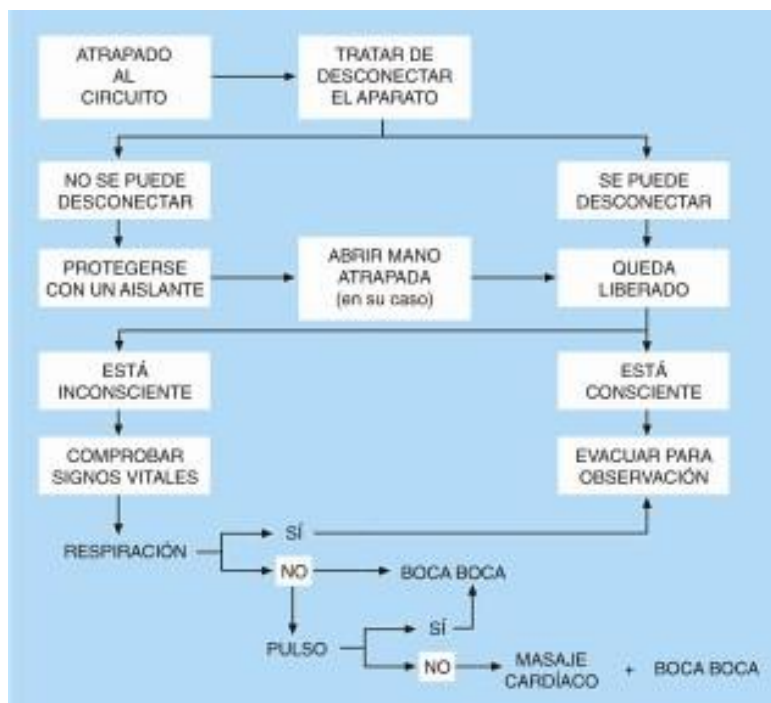 ATRAPADO
AL
CIRCUITO
TRATAR DE
DESCONECTAR
EL APARATO
NO SE PUEDE
DESCONECTAR
SE PUEDE
DESCONECTAR
PROTEGERSE
CON UN AISLANTE
ABRIR MANO
ATRAPADA
(en su caso)
QUEDA
LIBERADO
ESTÁ
INCONSCIENTE
ESTÁ
CONSCIENTE
COMPROBAR
SIGNOS VITALES
EVACUAR PARA
OBSERVACIÓN
RESPIRACIÓN
SÍ
NO
BOCA BOCA
PULSO
SÍ
NO
MASAJE
CARDÍACO
+ BOCA BOCA